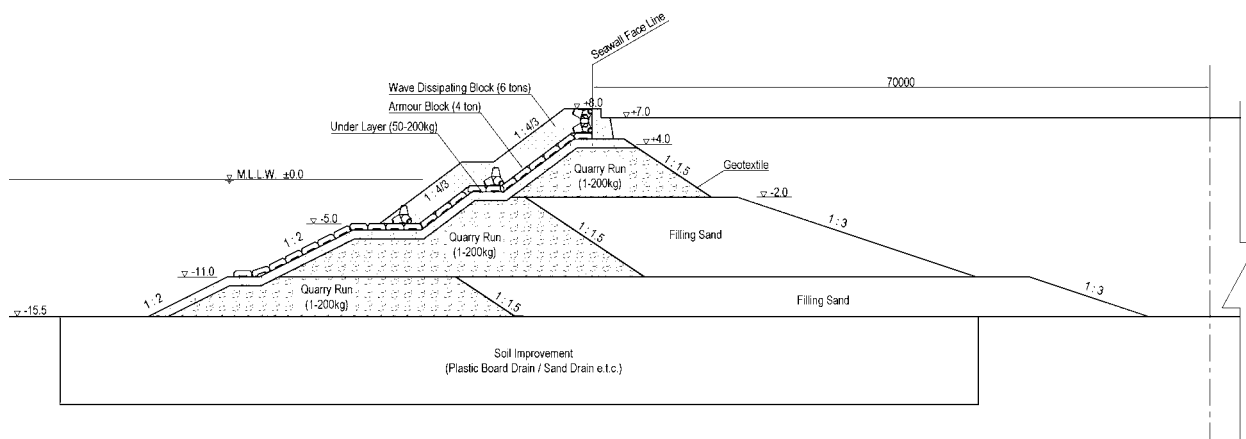 Seawall Face Line
70000
Wave Dissipating Block (6 tons)
+8.0
Armour Block (4 ton)
+7.0
1 : 4/3
Under Layer (50-200kg)
+4.0
Quarry Run
(1-200kg)
1 : 1.5
Geotextile
M.L.L.W. ±0.0
1 : 4/3
-2.0
-5.0
1 : 2
Quarry Run
(1-200kg)
1 : 1.5
Filling Sand
1 : 3
-11.0
1 : 2
Quarry Run
(1-200kg)
1 : 1.5
Filling Sand
1 : 3
-15.5
Soil Improvement
(Plastic Board Drain / Sand Drain e.t.c.)